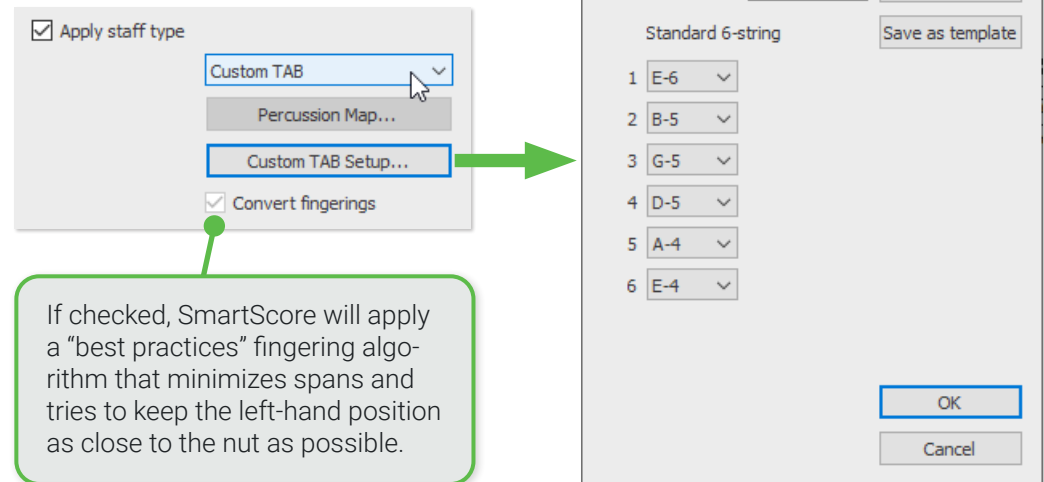 Apply staff type
Custom TAB
Percussion Map...
Custom TAB Setup...
Convert fingerings
If checked, SmartScore will apply
a “best practices” fingering algo-
rithm that minimizes spans and
tries to keep the left-hand position
as close to the nut as possible.
Standard 6-string
Save as template
1 E-6
2 B-5
3 G-5
4 D-5
5 A-4
6 E-4
OK
Cancel